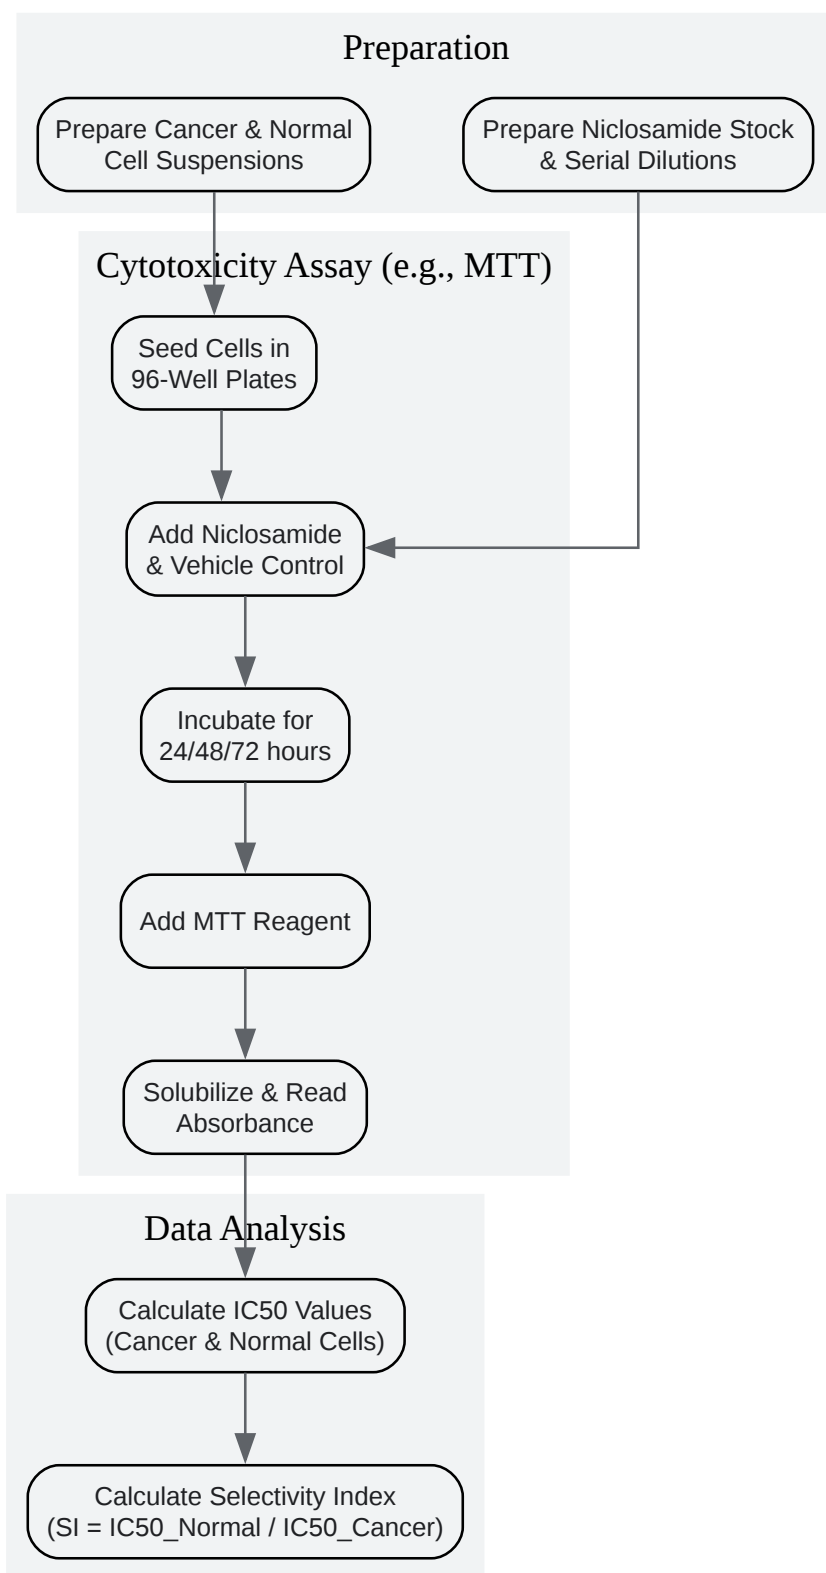 Preparation
Prepare Cancer & Normal
Cell Suspensions
Prepare Niclosamide Stock
& Serial Dilutions
Cytotoxicity Assay (e.g., MTT)
Seed Cells in
96-Well Plates
Add Niclosamide
& Vehicle Control
Incubate for
24/48/72 hours
Add MTT Reagent
Solubilize & Read
Absorbance
Data Analysis
Calculate IC50 Values
(Cancer & Normal Cells)
Calculate Selectivity Index
(SI = IC50_Normal / IC50_Cancer)